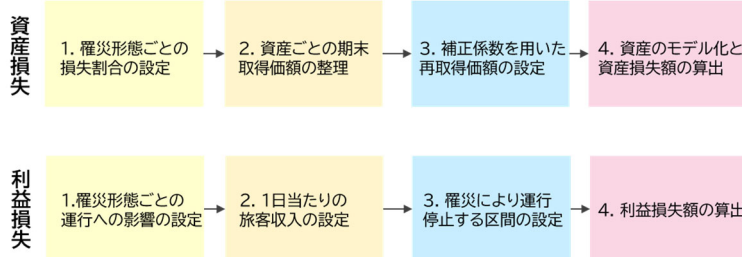 資産損失
1. 罹災形態ごとの
損失割合の設定
2. 資産ごとの期末
取得価額の整理
3. 補正係数を用いた
再取得価額の設定
4. 資産のモデル化と
資産損失額の算出
利益損失
1.罹災形態ごとの
運行への影響の設定
2. 1日当たりの
旅客収入の設定
3. 罹災により運行
停止する区間の設定
4. 利益損失額の算出